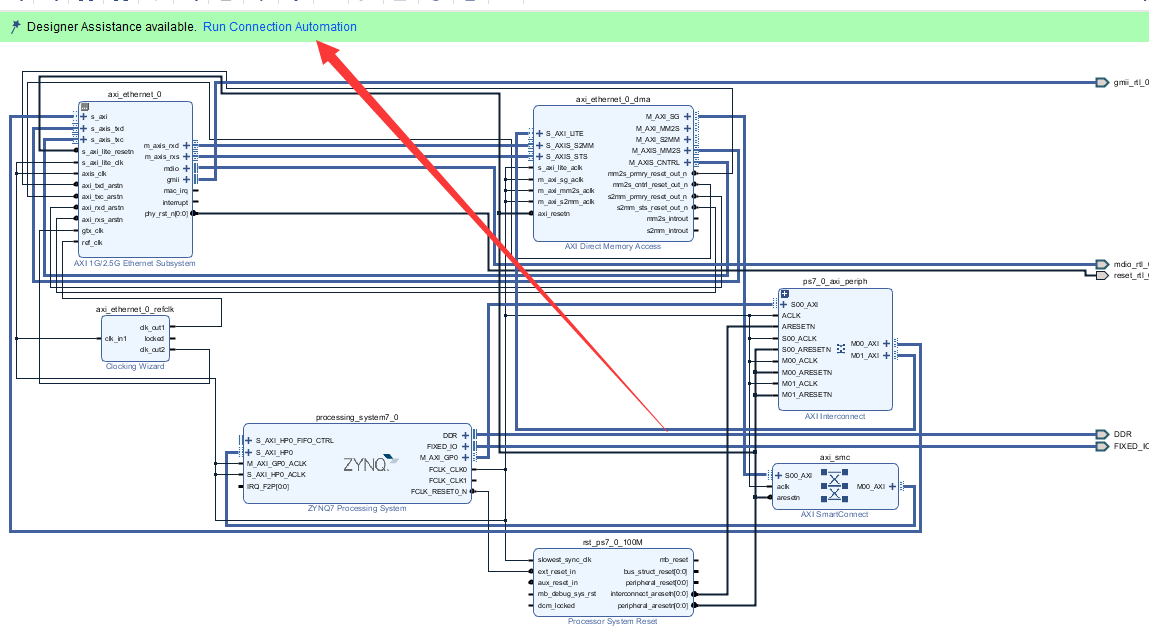 Designer Assistance available. Run Connection Automation
axi_ethernet_0
s_axi
s_axis_txd
s_axis_txc
s_axi_lite_resetn
s_axi_lite_clk
axis_clk
axi_txd_arstn
axi_txc_arstn
axi_rxd_arstn
axi_rxs_arstn
gtx_clk
ref_clk
m_axis_rxd
m_axis_rxs
mdio
gmii
mac_irq
interrupt
phy_rst_n[0:0]
AXI 1G/2.5G Ethernet Subsystem
axi_ethernet_0_dma
S_AXI_LITE
S_AXIS_S2MM
S_AXIS_STS
s_axi_lite_aclk
m_axi_sg_aclk
m_axi_mm2s_aclk
m_axi_s2mm_aclk
axi_resetn
M_AXI_SG
M_AXI_MM2S
M_AXI_S2MM
M_AXIS_MM2S
M_AXIS_CNTRL
mm2s_prmry_reset_out_n
mm2s_cntrl_reset_out_n
s2mm_prmry_reset_out_n
s2mm_sts_reset_out_n
mm2s_introut
s2mm_introut
AXI Direct Memory Access
gmii_rtl_0
mdio_rtl_
reset_rtl_
ps7_0_axi_periph
S00_AXI
ACLK
ARESETN
S00_ACLK
S00_ARESETN
M00_ACLK
M00_ARESETN
M01_ACLK
M01_ARESETN
M00_AXI
M01_AXI
AXI Interconnect
axi_ethernet_0_refclk
clk_in1
clk_out1
locked
clk_out2
Clocking Wizard
processing_system7_0
S_AXI_HP0_FIFO_CTRL
S_AXI_HP0
M_AXI_GP0_ACLK
S_AXI_HP0_ACLK
IRQ_F2P[0:0]
ZYNQ
DDR
FIXED_IO
M_AXI_GP0
FCLK_CLK0
FCLK_CLK1
FCLK_RESET0_N
ZYNQ7 Processing System
DDR
FIXED_IO
axi_smc
S00_AXI
aclk
aresetn
M00_AXI
AXI SmartConnect
rst_ps7_0_100M
slowest_sync_clk
ext_reset_in
aux_reset_in
mb_debug_sys_rst
dcm_locked
mb_reset
bus_struct_reset[0:0]
peripheral_reset[0:0]
interconnect_aresetn[0:0]
peripheral_aresetn[0:0]
Processor System Reset